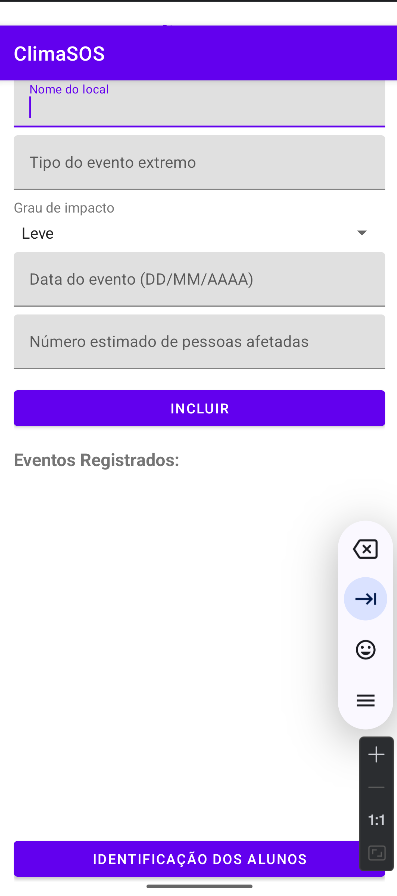 ClimaSOS
Nome do local
Tipo do evento extremo
Grau de impacto
Leve
Data do evento (DD/MM/AAAA)
Número estimado de pessoas afetadas
INCLUIR
Eventos Registrados:
1:1
IDENTIFICAÇÃO DOS ALUNOS